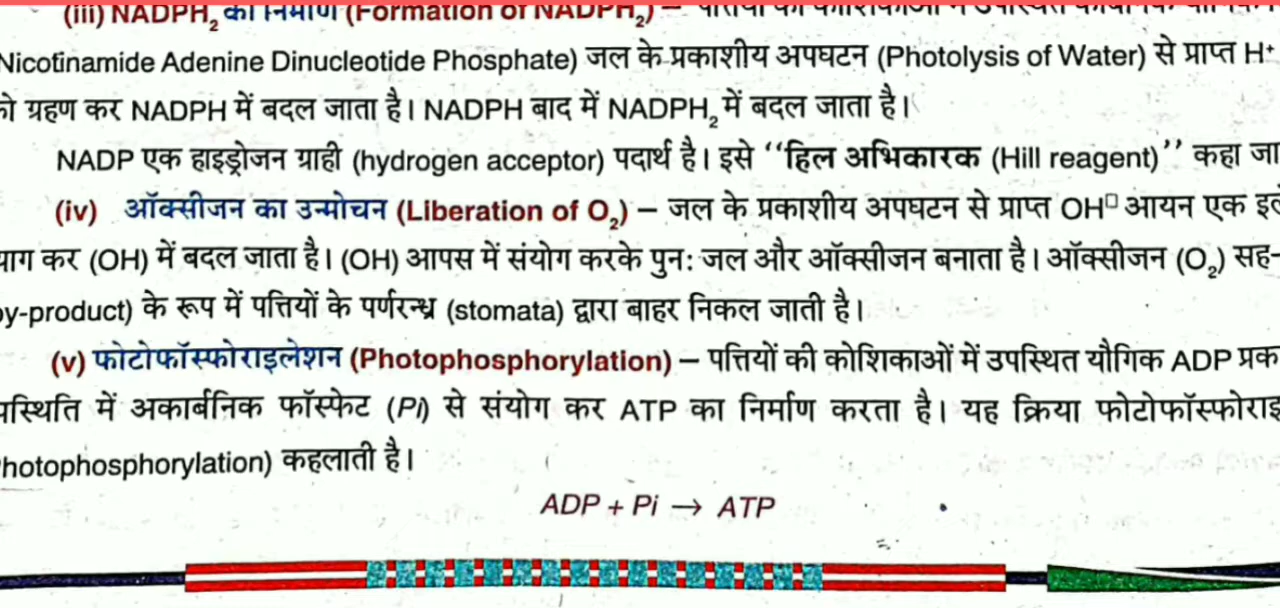 (iii) NADPH₂ का निर्माण (Formation of NADPH₂) – पत्तियों की कोशिकाओं में उपस्थित
Nicotinamide Adenine Dinucleotide Phosphate) जल के प्रकाशीय अपघटन (Photolysis of Water) से प्राप्त H⁺
ग्रहण कर NADPH में बदल जाता है। NADPH बाद में NADPH₂ में बदल जाता है।
NADP एक हाइड्रोजन ग्राही (hydrogen acceptor) पदार्थ है। इसे ‘‘हिल अभिकारक (Hill reagent)’’ कहा जा
(iv) ऑक्सीजन का उन्मोचन (Liberation of O₂) – जल के प्रकाशीय अपघटन से प्राप्त OH□ आयन एक
कर (OH) में बदल जाता है। (OH) आपस में संयोग करके पुन: जल और ऑक्सीजन बनाता है। ऑक्सीजन (O₂) सह-
y-product) के रूप में पत्तियों के पर्णरन्ध्र (stomata) द्वारा बाहर निकल जाती है।
(v) फोटोफॉस्फोराइलेशन (Photophosphorylation) – पत्तियों की कोशिकाओं में उपस्थित यौगिक ADP प्रक
पस्थिति में अकार्बनिक फॉस्फेट (Pi) से संयोग कर ATP का निर्माण करता है। यह क्रिया फोटोफॉस्फोराइ
hotophosphorylation) कहलाती है।
ADP + Pi → ATP